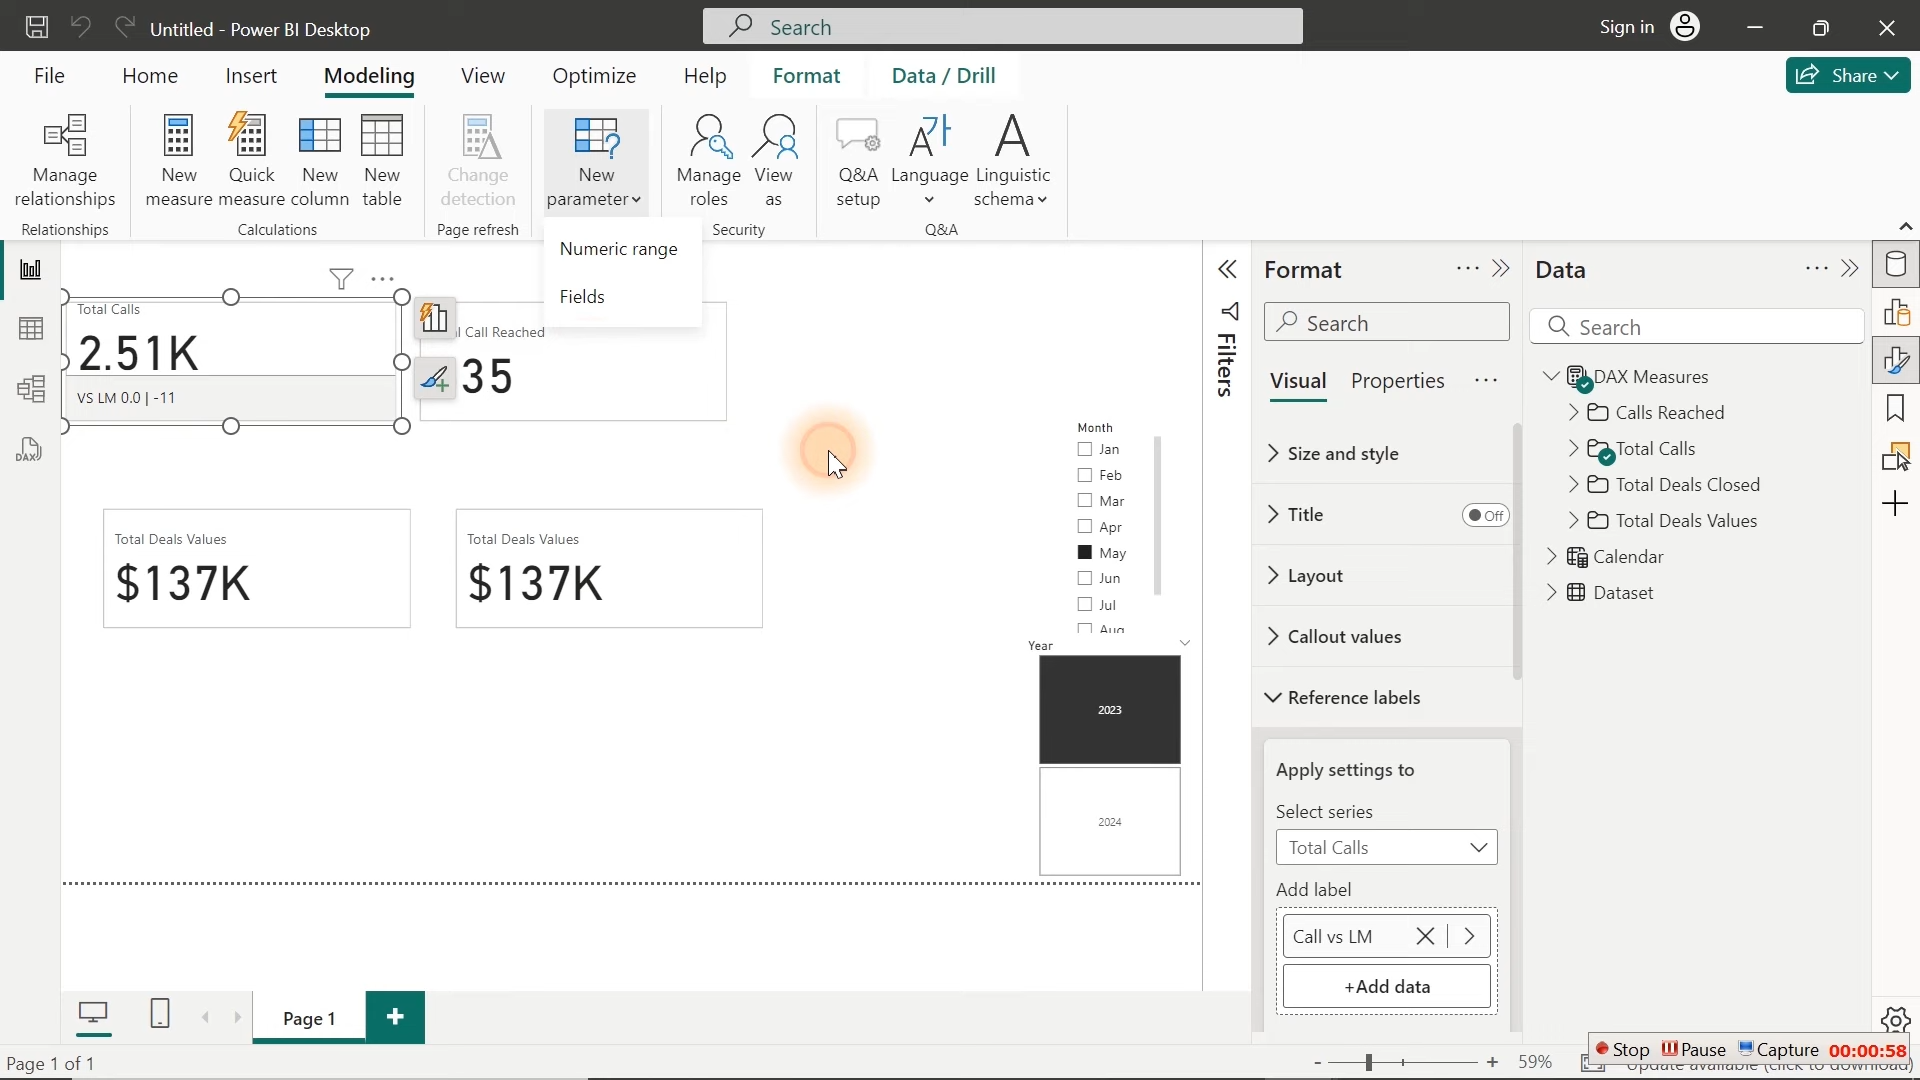 Untitled - Power BI Desktop
Search
Sign in
File
Home
Insert
Modeling
View
Optimize
Help
Format
Data / Drill
Share
Manage relationships
Relationships
New measure
Quick measure
New column
New table
Calculations
Change detection
Page refresh
New parameter
Numeric range
Fields
Manage roles
View as
Security
Q&A setup
Language
Linguistic schema
Q&A
Total Calls
2.51K
VS LM 0.0 | -11
l Call Reached
35
Total Deals Values
$137K
Total Deals Values
$137K
Month
Jan
Feb
Mar
Apr
May
Jun
Jul
Aug
Year
2023
2024
Filters
Format
Search
Visual
Properties
Size and style
Title
Off
Layout
Callout values
Reference labels
Apply settings to
Select series
Total Calls
Add label
Call vs LM
+Add data
Data
Search
DAX Measures
Calls Reached
Total Calls
Total Deals Closed
Total Deals Values
Calendar
Dataset
DAX
Page 1
Page 1 of 1
- + 59%
Stop Pause Capture 00:00:58
Update available (click to download)